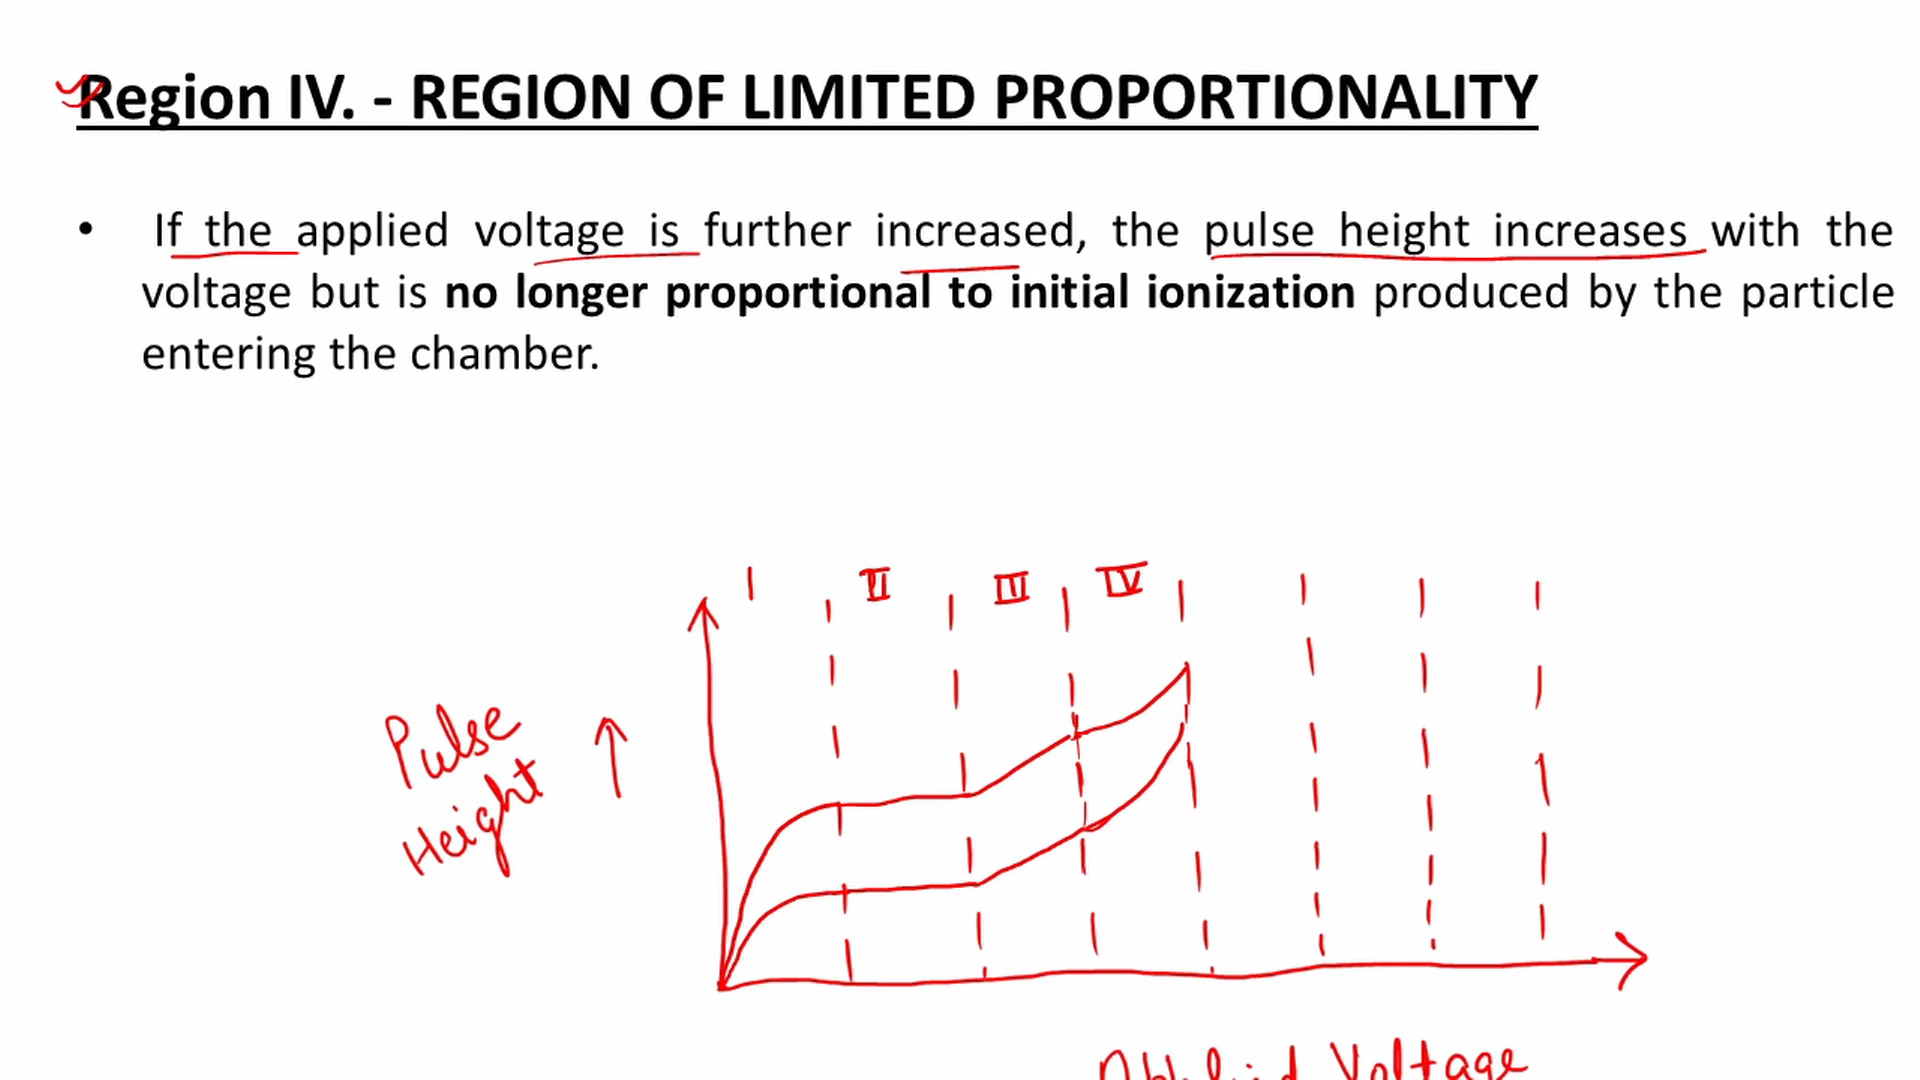 Region IV. - REGION OF LIMITED PROPORTIONALITY
• If the applied voltage is further increased, the pulse height increases with the
voltage but is no longer proportional to initial ionization produced by the particle
entering the chamber.
I II III IV
Pulse
Height
Voltage